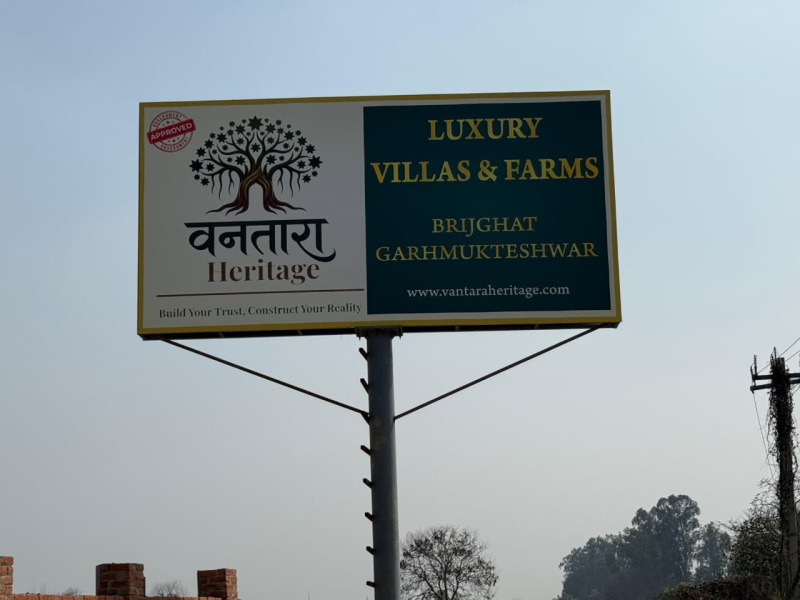 APPROVED
वनतारा
Heritage
Build Your Trust, Construct Your Reality
LUXURY
VILLAS & FARMS
BRIJGHAT
GARHMUKTESHWAR
www.vantaraheritage.com